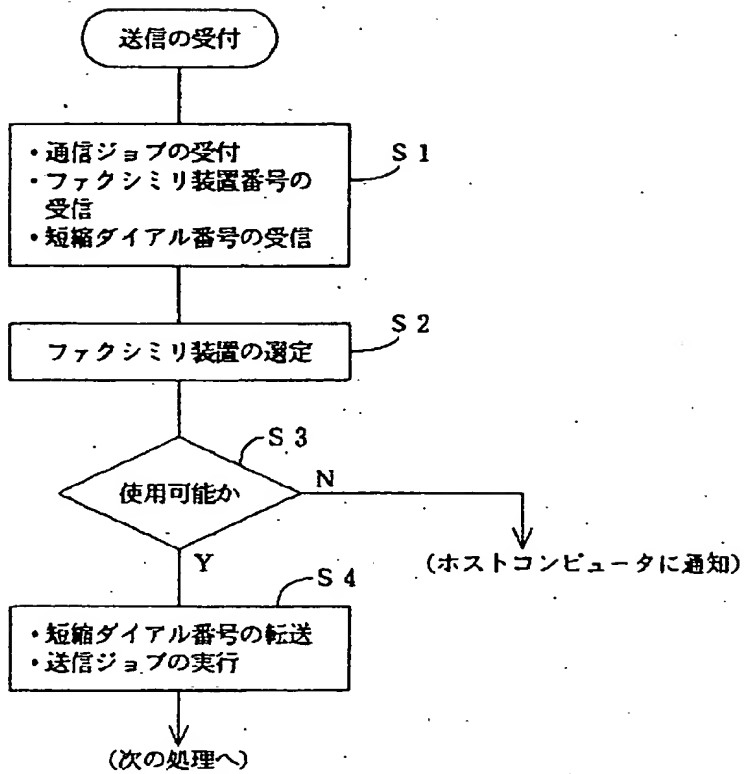 送信の受付
・通信ジョブの受付
・ファクシミリ装置番号の
受信
・短縮ダイアル番号の受信
S1
ファクシミリ装置の選定
S2
S3
使用可能か
N
Y
(ホストコンピュータに通知)
S4
・短縮ダイアル番号の転送
・送信ジョブの実行
(次の処理へ)